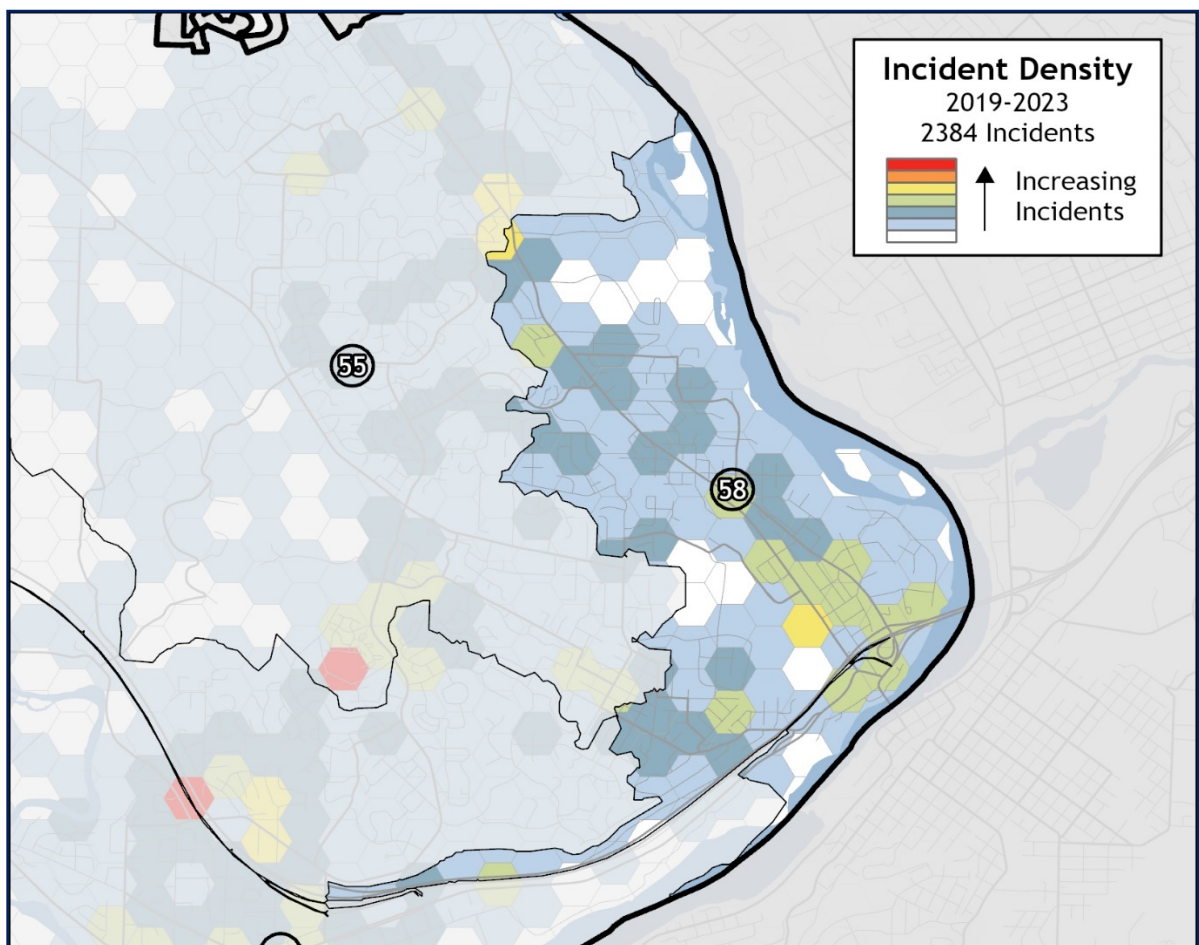 Incident Density
2019-2023
2384 Incidents
Increasing
Incidents
55
58